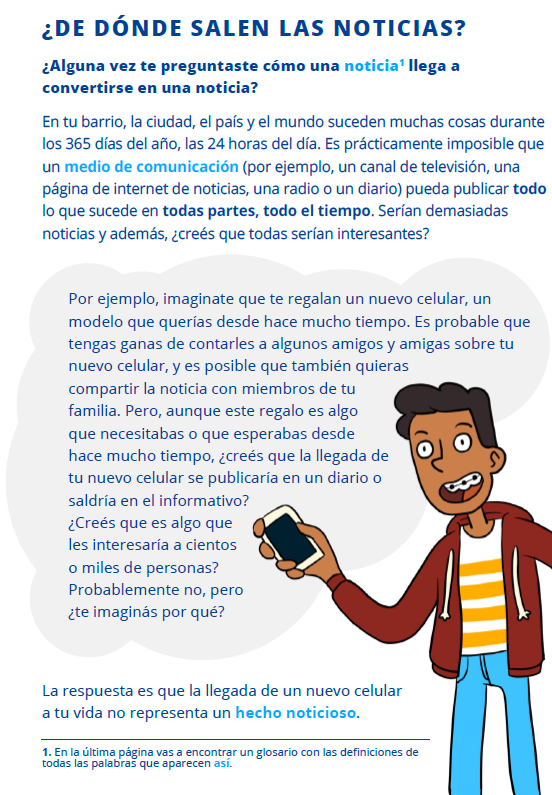 ¿DE DÓNDE SALEN LAS NOTICIAS?
¿Alguna vez te preguntaste cómo una noticia¹ llega a
convertirse en una noticia?
En tu barrio, la ciudad, el país y el mundo suceden muchas cosas durante
los 365 días del año, las 24 horas del día. Es prácticamente imposible que
un medio de comunicación (por ejemplo, un canal de televisión, una
página de internet de noticias, una radio o un diario) pueda publicar todo
lo que sucede en todas partes, todo el tiempo. Serían demasiadas
noticias y además, ¿creés que todas serían interesantes?
Por ejemplo, imaginate que te regalan un nuevo celular, un
modelo que querías desde hace mucho tiempo. Es probable que
tengas ganas de contarles a algunos amigos y amigas sobre tu
nuevo celular, y es posible que también quieras
compartir la noticia con miembros de tu
familia. Pero, aunque este regalo es algo
que necesitabas o que esperabas desde
hace mucho tiempo, ¿creés que la llegada de
tu nuevo celular se publicaría en un diario o
saldría en el informativo?
¿Creés que es algo que
les interesaría a cientos
o miles de personas?
Probablemente no, pero
¿te imaginás por qué?
La respuesta es que la llegada de un nuevo celular
a tu vida no representa un hecho noticioso.
1. En la última página vas a encontrar un glosario con las definiciones de
todas las palabras que aparecen así.